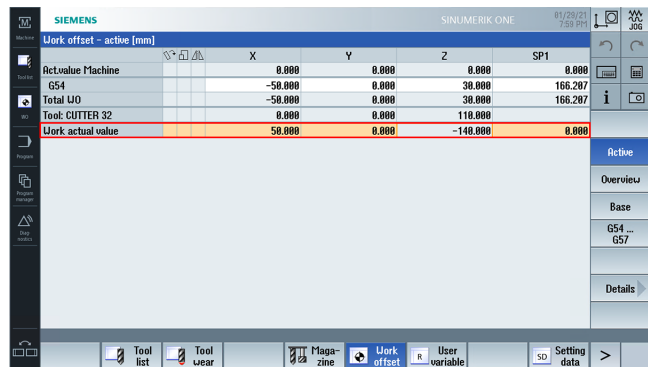 SIEMENS
SINUMERIK ONE
01/28/21
7:59 PM
JOG
Machine
Work offset - active [mm]
X Y Z SP1
Act.value Machine 0.000 0.000 0.000 0.000
G54 -50.000 0.000 30.000 166.207
Total WO -50.000 0.000 30.000 166.207
Tool: CUTTER 32 0.000 0.000 110.000
Work actual value 50.000 0.000 -140.000 0.000
Tool list
WO
Program
Program
manager
Diag-
nostics
i
Active
Overview
Base
G54 ...
G57
Details
Tool
list
Tool
wear
Maga-
zine
Work
offset
R User
variable
SD Setting
data
>